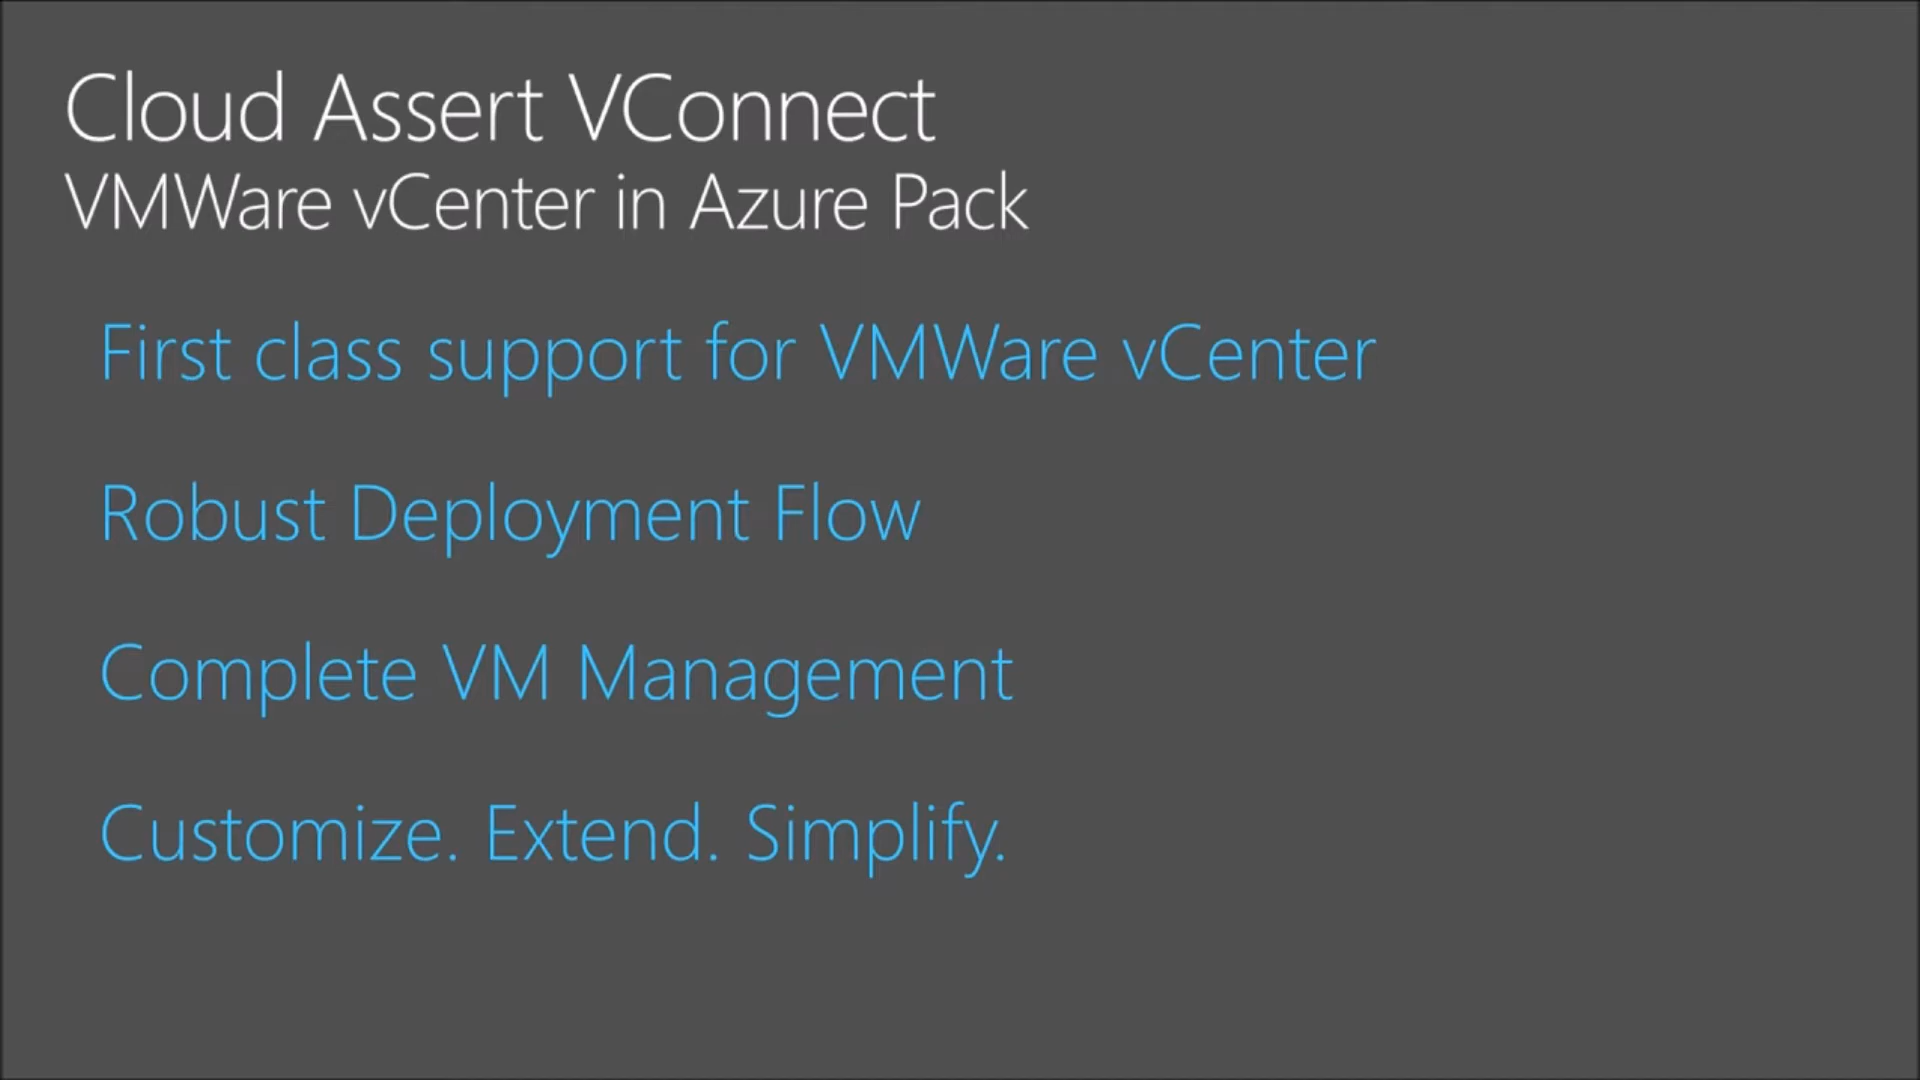 Cloud Assert VConnect
VMWare vCenter in Azure Pack
First class support for VMWare vCenter
Robust Deployment Flow
Complete VM Management
Customize. Extend. Simplify.